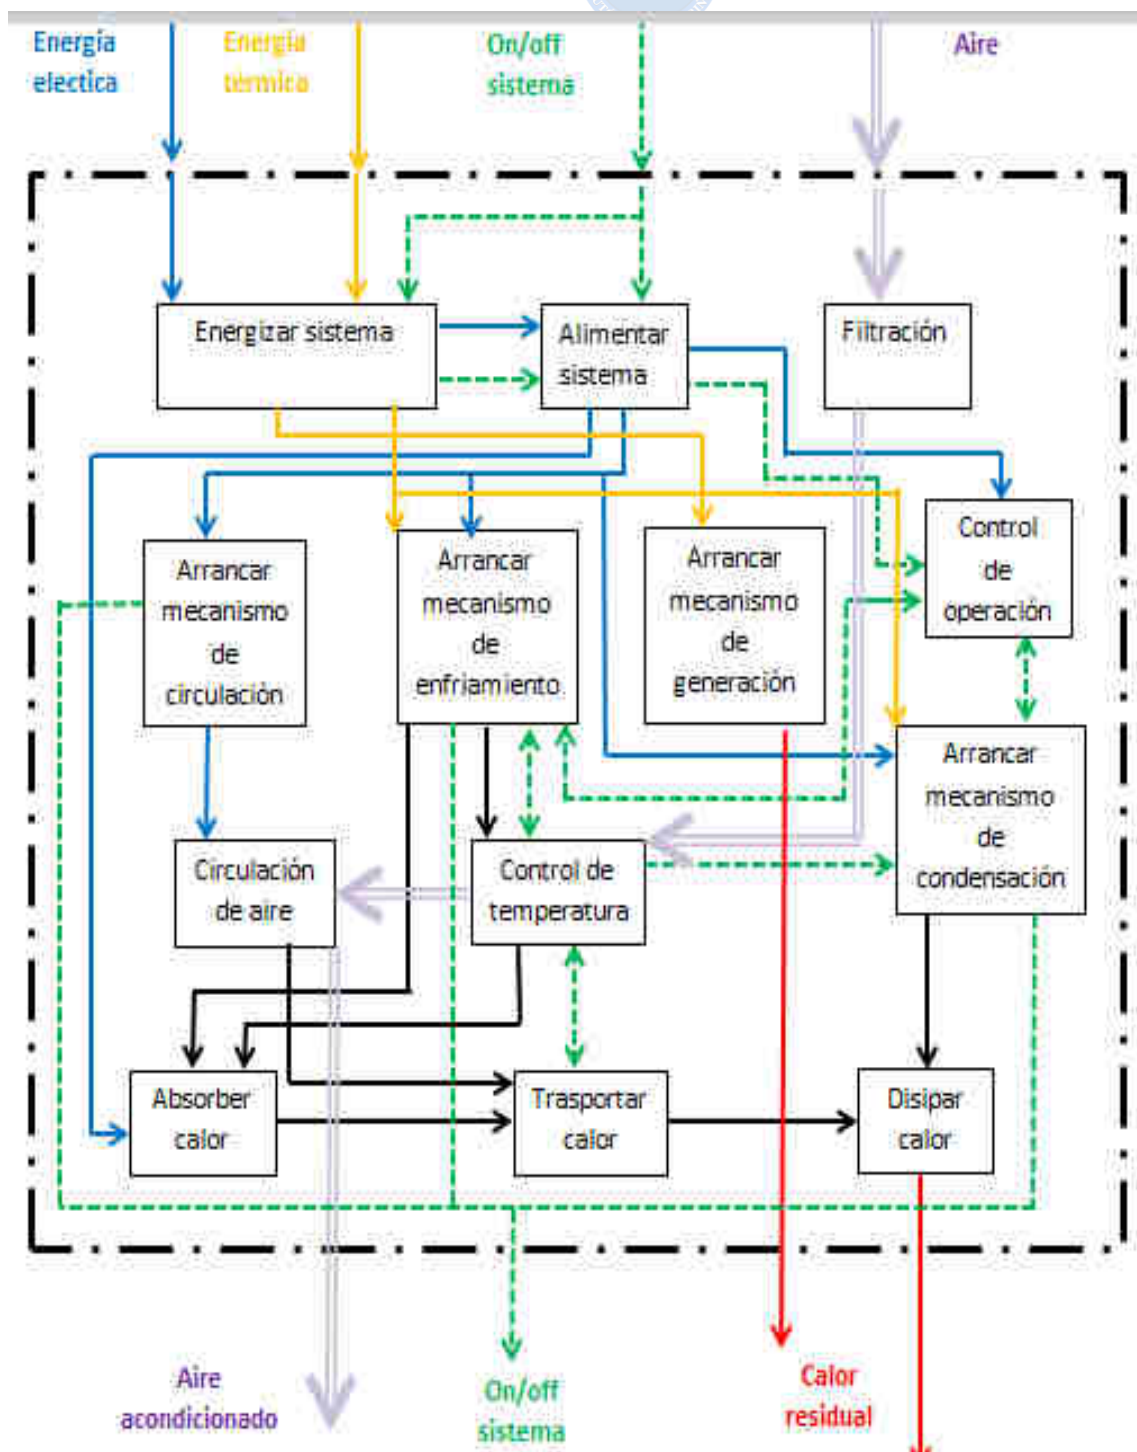 Energía
electica
Energía
térmica
On/off
sistema
Aire
Energizar sistema
Alimentar
sistema
Filtración
Control
de
operación
Arrancar
mecanismo
de
circulación
Arrancar
mecanismo
de
enfriamiento
Arrancar
mecanismo
de
generación
Arrancar
mecanismo
de
condensación
Circulación
de aire
Control de
temperatura
Absorber
calor
Trasportar
calor
Disipar
calor
Aire
acondicionado
On/off
sistema
Calor
residual